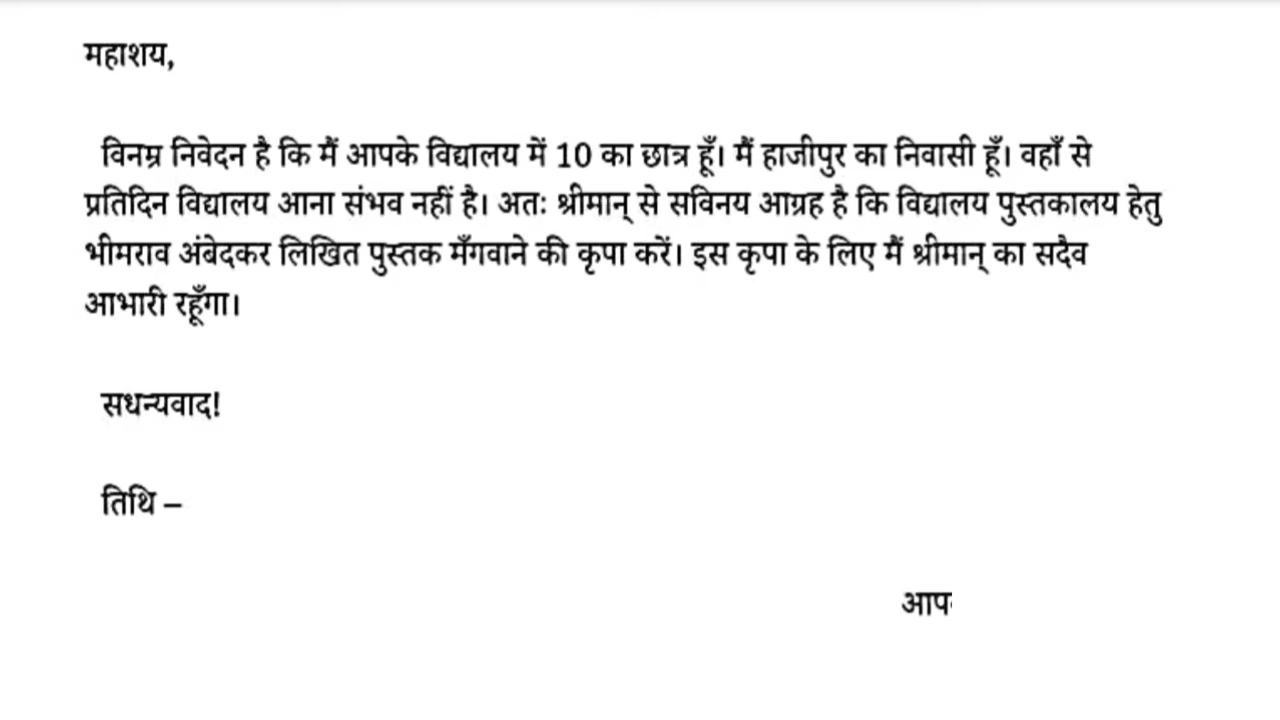 महाशय,
विनम्र निवेदन है कि मैं आपके विद्यालय में 10 का छात्र हूँ। मैं हाजीपुर का निवासी हूँ। वहाँ से
प्रतिदिन विद्यालय आना संभव नहीं है। अतः श्रीमान् से सविनय आग्रह है कि विद्यालय पुस्तकालय हेतु
भीमराव अंबेदकर लिखित पुस्तक मँगवाने की कृपा करें। इस कृपा के लिए मैं श्रीमान् का सदैव
आभारी रहूँगा।
सधन्यवाद!
तिथि –
आप